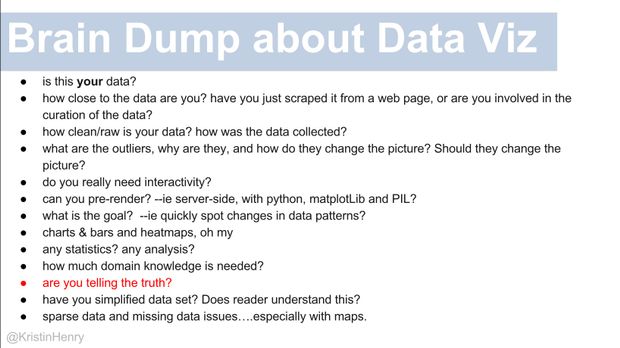 Brain Dump about Data Viz
● is this your data?
● how close to the data are you? have you just scraped it from a web page, or are you involved in the
curation of the data?
● how clean/raw is your data? how was the data collected?
● what are the outliers, why are they, and how do they change the picture? Should they change the
picture?
● do you really need interactivity?
● can you pre-render? --ie server-side, with python, matplotLib and PIL?
● what is the goal?  --ie quickly spot changes in data patterns?
● charts & bars and heatmaps, oh my
● any statistics? any analysis?
● how much domain knowledge is needed?
● are you telling the truth?
● have you simplified data set? Does reader understand this?
● sparse data and missing data issues….especially with maps.
@KristinHenry